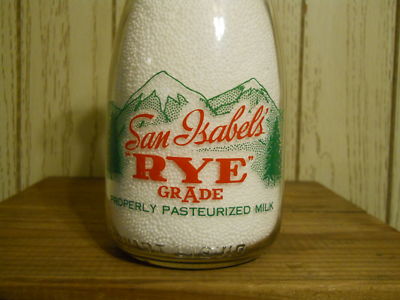 San Isabel's
"RYE"
GRADE
PROPERLY PASTEURIZED MILK